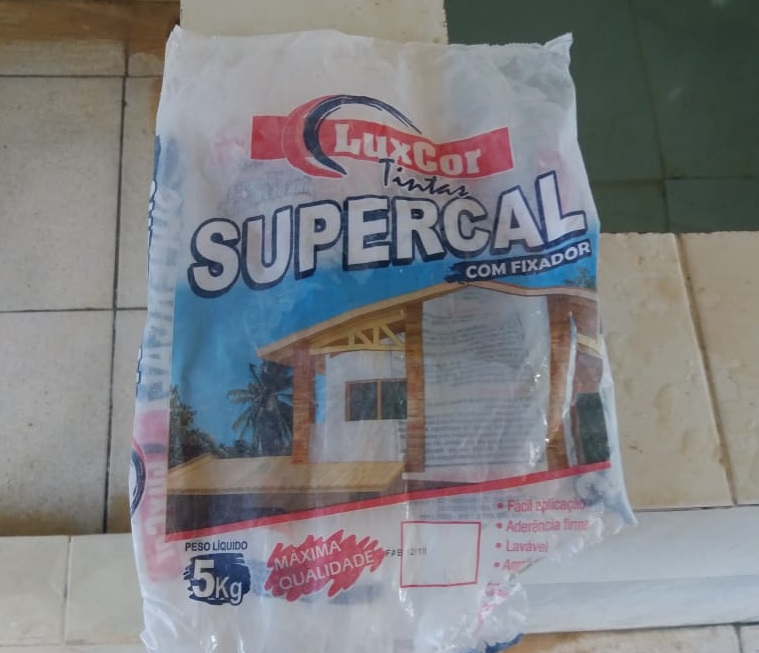 LuxCor
Tintas
SUPERCAL
COM FIXADOR
PESO LÍQUIDO
5Kg
MÁXIMA
QUALIDADE
• Fácil aplicação
• Aderência firme
• Lavável